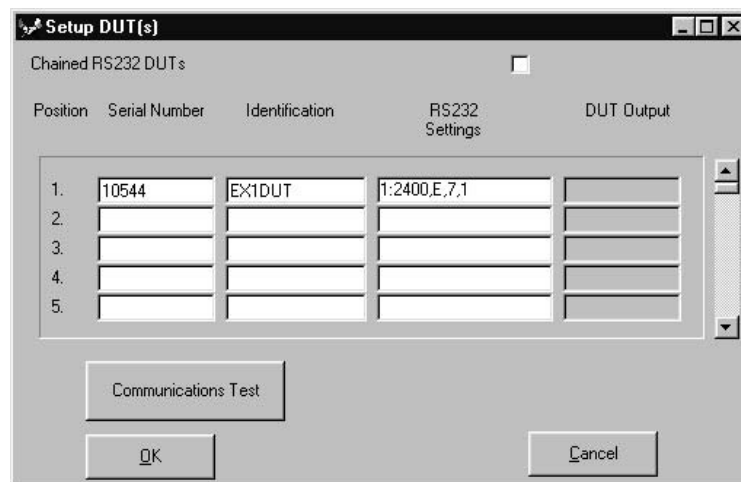 Setup DUT(s)
Chained RS232 DUTs
Position Serial Number Identification RS232 Settings DUT Output
1. 10544 EX1DUT 1:2400,E,7,1
2.
3.
4.
5.
Communications Test
OK Cancel